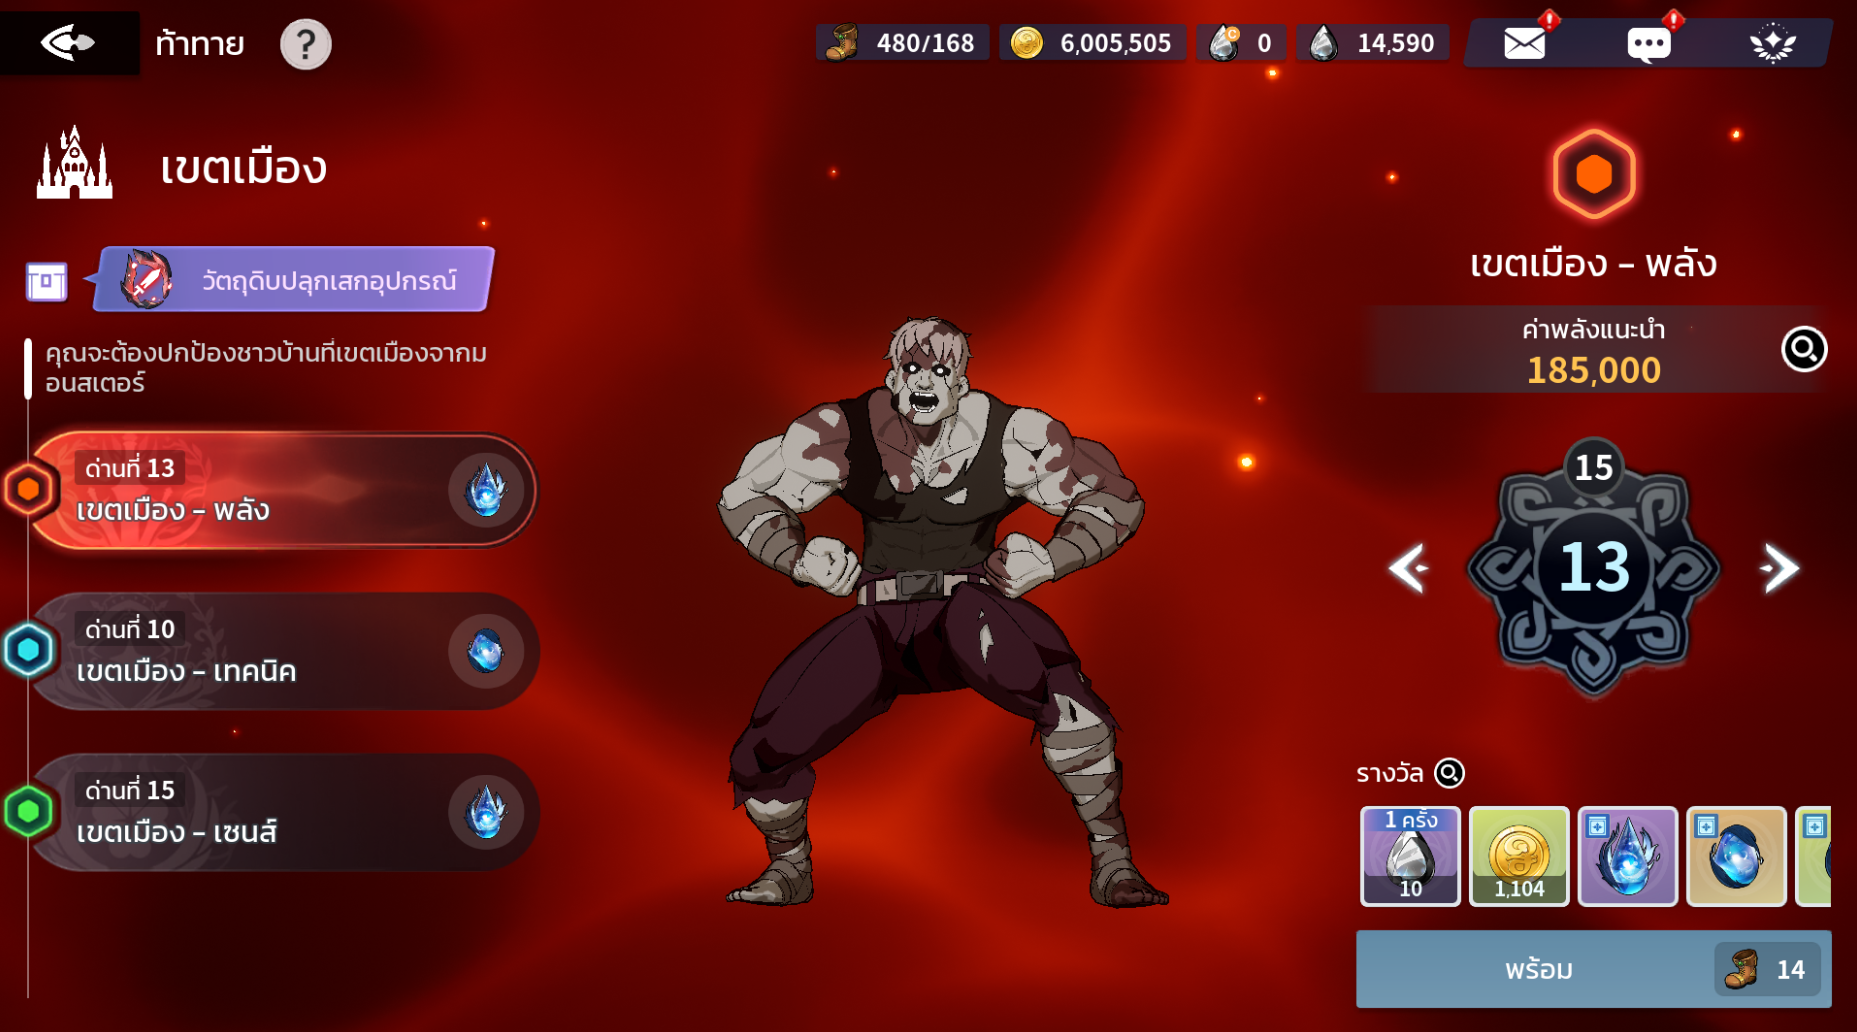 ท้าทาย
?
480/168
6,005,505
C
0
14,590
เขตเมือง
วัตถุดิบปลุกเสกอุปกรณ์
คุณจะต้องปกป้องชาวบ้านที่เขตเมืองจากม
อนสเตอร์
ด่านที่ 13
เขตเมือง - พลัง
ด่านที่ 10
เขตเมือง - เทคนิค
ด่านที่ 15
เขตเมือง - เซนส์
เขตเมือง - พลัง
ค่าพลังแนะนำ
185,000
15
13
รางวัล
1 ครั้ง
10
1,104
พร้อม
14